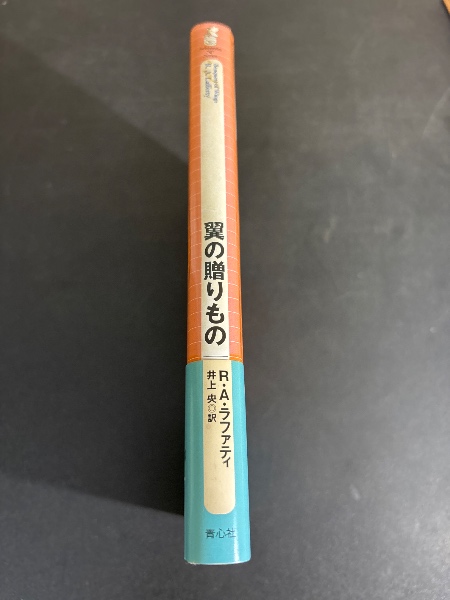 翼の贈りもの
R・A・ラファティ
井上 央◎訳
青心社